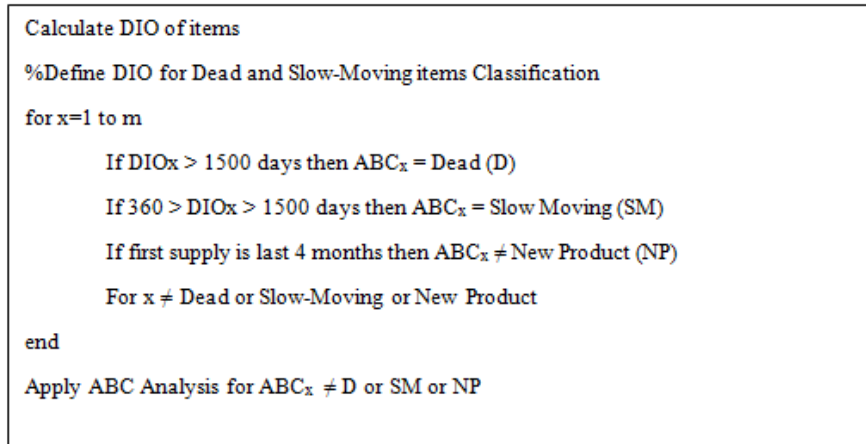 Calculate DIO of items
%Define DIO for Dead and Slow-Moving items Classification
for x=1 to m
If DIOx > 1500 days then ABCₓ = Dead (D)
If 360 > DIOx > 1500 days then ABCₓ = Slow Moving (SM)
If first supply is last 4 months then ABCₓ ≠ New Product (NP)
For x ≠ Dead or Slow-Moving or New Product
end
Apply ABC Analysis for ABCₓ ≠ D or SM or NP